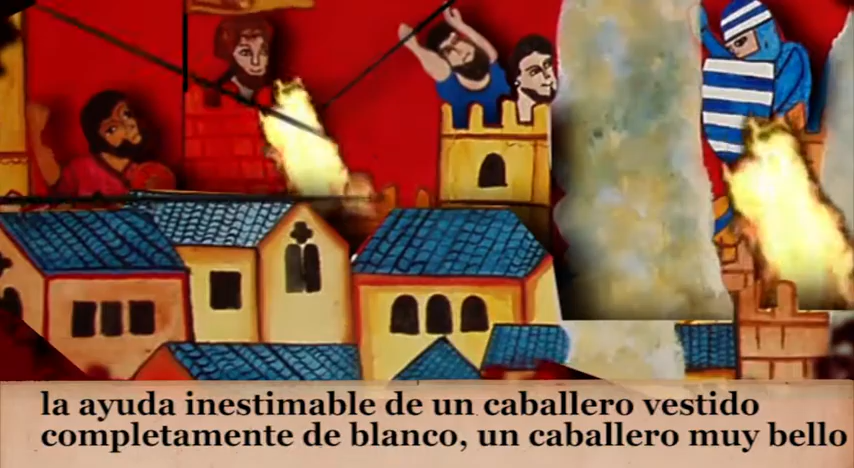 la ayuda inestimable de un caballero vestido
completamente de blanco, un caballero muy bello